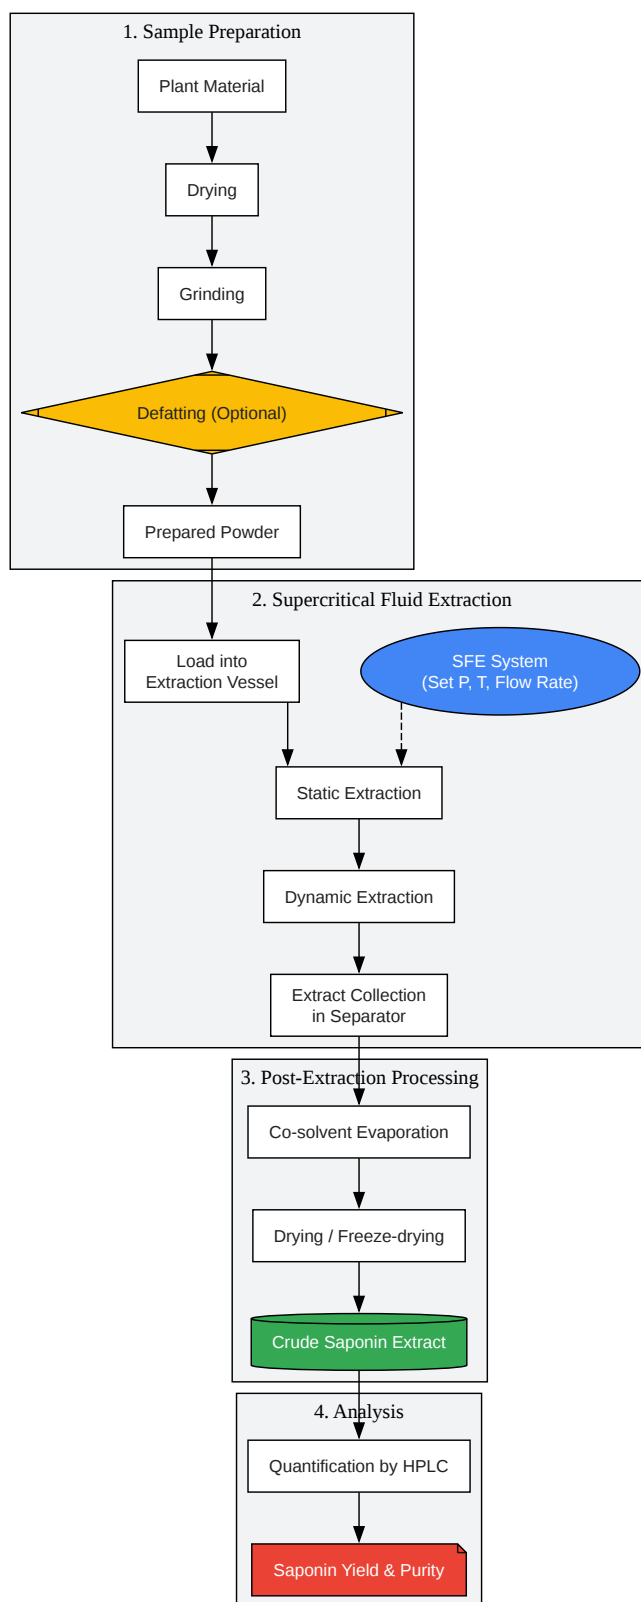 1. Sample Preparation
Plant Material
Drying
Grinding
Defatting (Optional)
Prepared Powder
2. Supercritical Fluid Extraction
Load into
Extraction Vessel
SFE System
(Set P, T, Flow Rate)
Static Extraction
Dynamic Extraction
Extract Collection
in Separator
3. Post-Extraction Processing
Co-solvent Evaporation
Drying / Freeze-drying
Crude Saponin Extract
4. Analysis
Quantification by HPLC
Saponin Yield & Purity